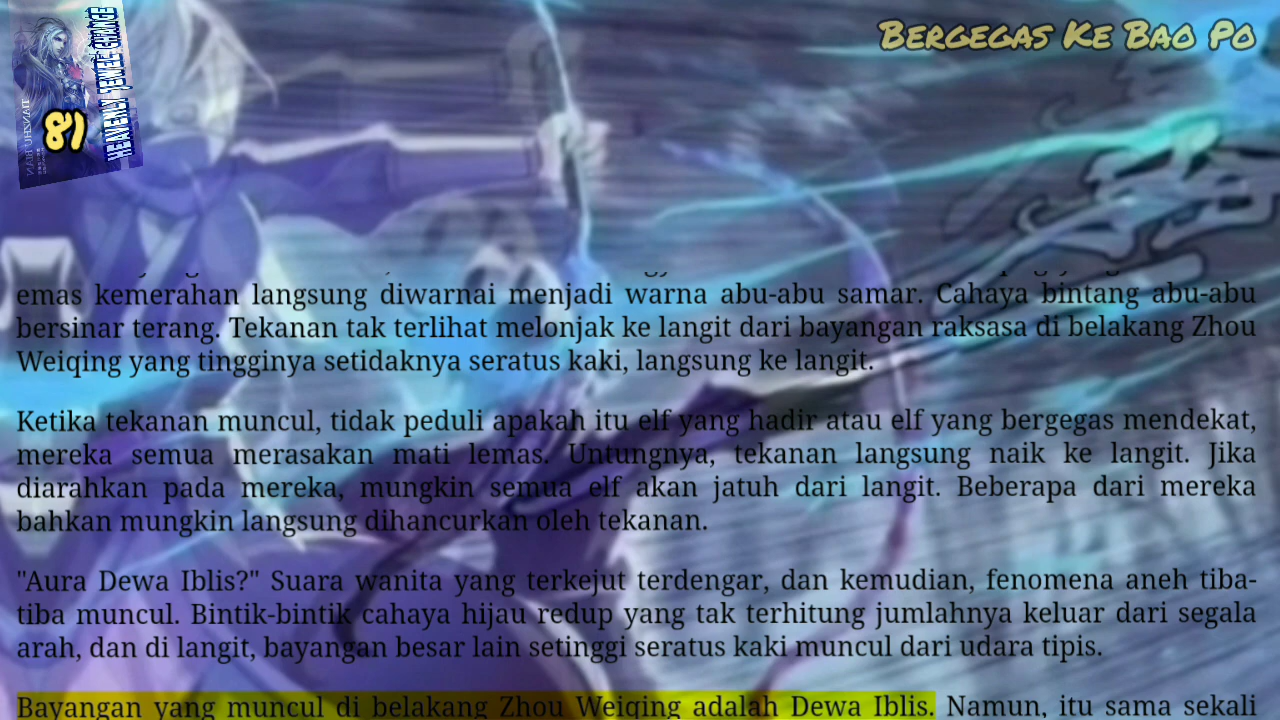 HEAVENLY JEWEL CHANGE
81
Bergegas Ke Bao Po
emas kemerahan langsung diwarnai menjadi warna abu-abu samar. Cahaya bintang abu-abu
bersinar terang. Tekanan tak terlihat melonjak ke langit dari bayangan raksasa di belakang Zhou
Weiqing yang tingginya setidaknya seratus kaki, langsung ke langit.
Ketika tekanan muncul, tidak peduli apakah itu elf yang hadir atau elf yang bergegas mendekat,
mereka semua merasakan mati lemas. Untungnya, tekanan langsung naik ke langit. Jika
diarahkan pada mereka, mungkin semua elf akan jatuh dari langit. Beberapa dari mereka
bahkan mungkin langsung dihancurkan oleh tekanan.
"Aura Dewa Iblis?" Suara wanita yang terkejut terdengar, dan kemudian, fenomena aneh tiba-
tiba muncul. Bintik-bintik cahaya hijau redup yang tak terhitung jumlahnya keluar dari segala
arah, dan di langit, bayangan besar lain setinggi seratus kaki muncul dari udara tipis.
Bayangan yang muncul di belakang Zhou Weiqing adalah Dewa Iblis. Namun, itu sama sekali